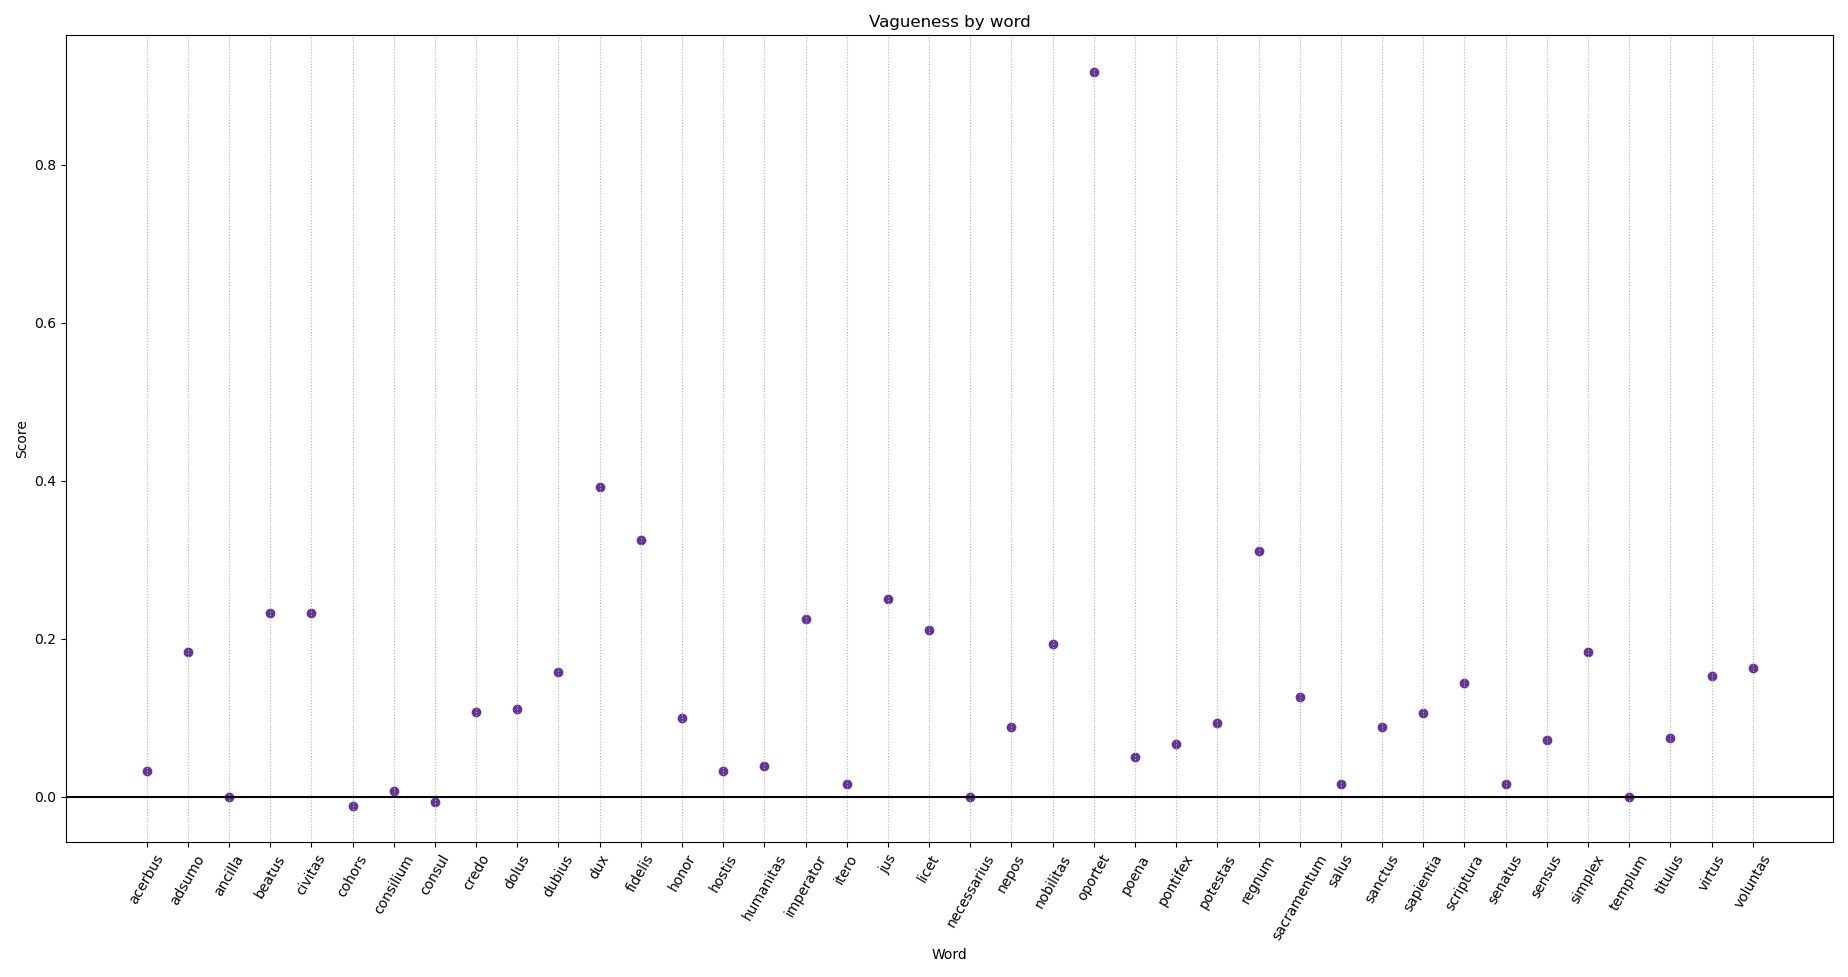 Vagueness by word
Score
0.8
0.6
0.4
0.2
0.0
acerbus
adsumo
ancilla
beatus
civitas
cohors
consilium
consul
credo
dolus
dubius
dux
fidelis
honor
hostis
humanitas
imperator
itero
jus
licet
necessarius
nepos
nobilitas
oportet
poena
pontifex
potestas
regnum
sacramentum
salus
sanctus
sapientia
scriptura
senatus
sensus
simplex
templum
titulus
virtus
voluntas
Word